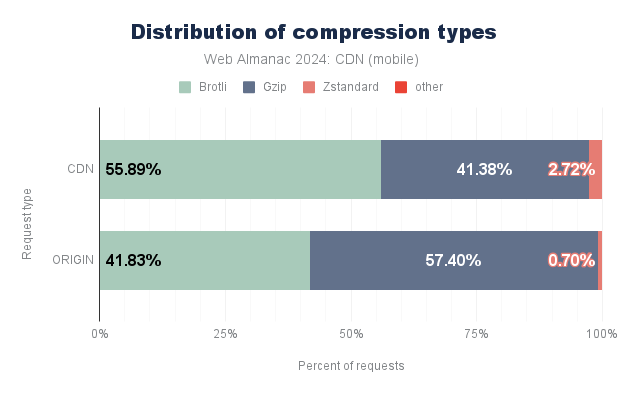 Distribution of compression types
Web Almanac 2024: CDN (mobile)
Brotli Gzip Zstandard other
CDN 55.89% 41.38% 2.72%
ORIGIN 41.83% 57.40% 0.70%
Request type
0% 25% 50% 75% 100%
Percent of requests